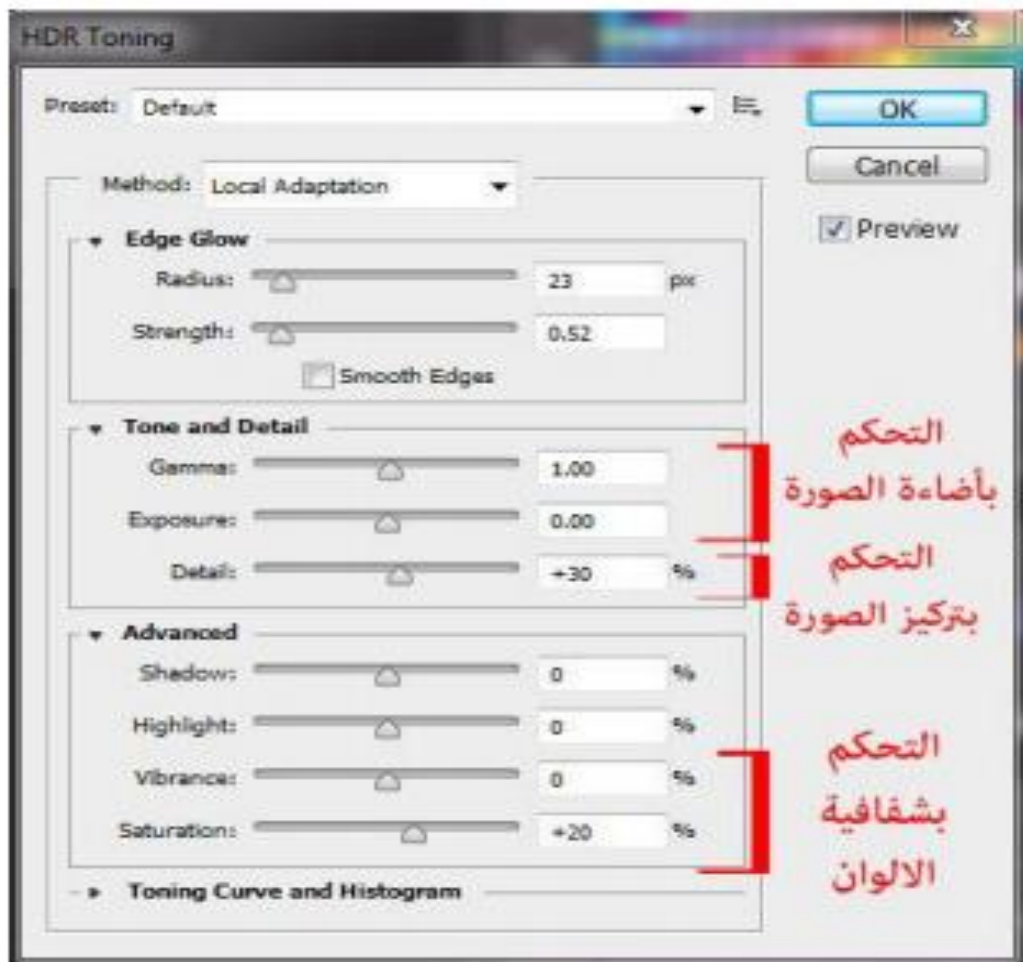 HDR Toning
Preset: Default
OK
Cancel
Preview
Method: Local Adaptation
Edge Glow
Radius: 23 px
Strength: 0.52
Smooth Edges
Tone and Detail
Gamma: 1.00
Exposure: 0.00
Detail: +30 %
التحكم
بأضاءة الصورة
التحكم
بتركيز الصورة
Advanced
Shadow: 0 %
Highlight: 0 %
Vibrance: 0 %
Saturation: +20 %
التحكم
بشفافية
الالوان
Toning Curve and Histogram